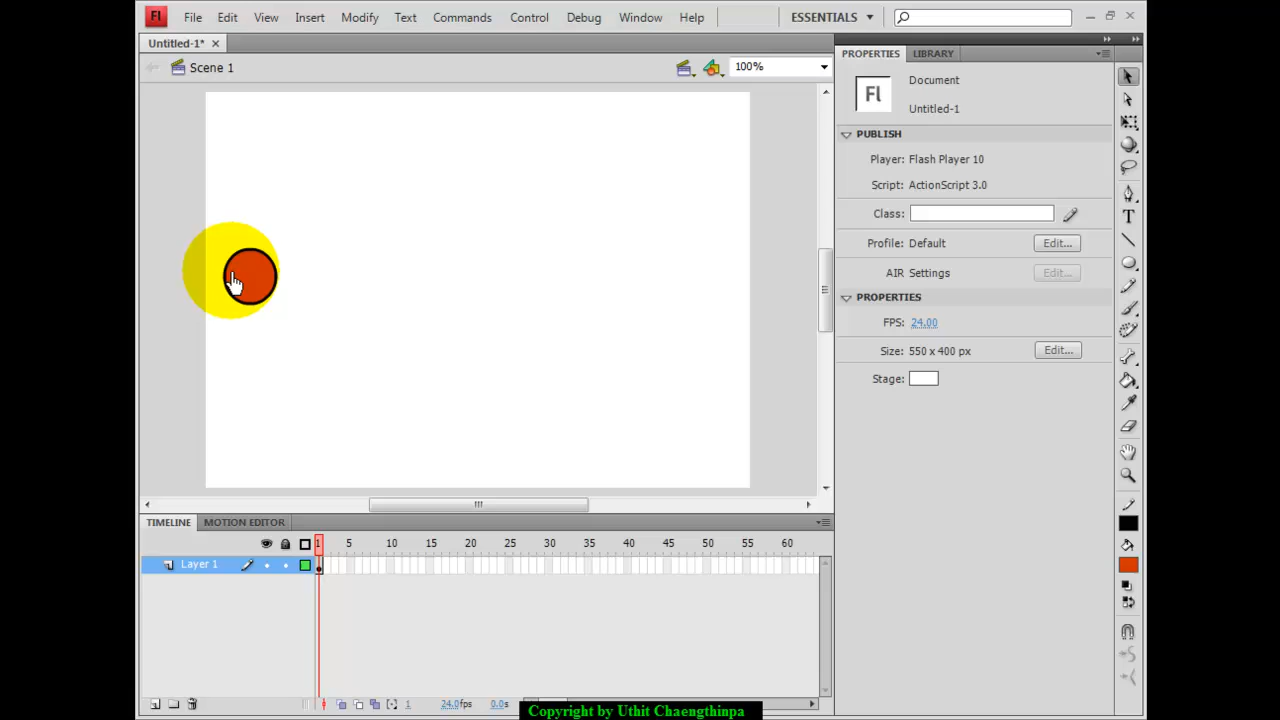 Fl File Edit View Insert Modify Text Commands Control Debug Window Help ESSENTIALS
Untitled-1*
Scene 1 100%
PROPERTIES LIBRARY
Fl Document
Untitled-1
PUBLISH
Player: Flash Player 10
Script: ActionScript 3.0
Class:
Profile: Default Edit...
AIR Settings Edit...
PROPERTIES
FPS: 24.00
Size: 550 x 400 px Edit...
Stage:
T
TIMELINE MOTION EDITOR
1 5 10 15 20 25 30 35 40 45 50 55 60
Layer 1
1 24.0fps 0.0s
Copyright by Uthit Chaengthinpa